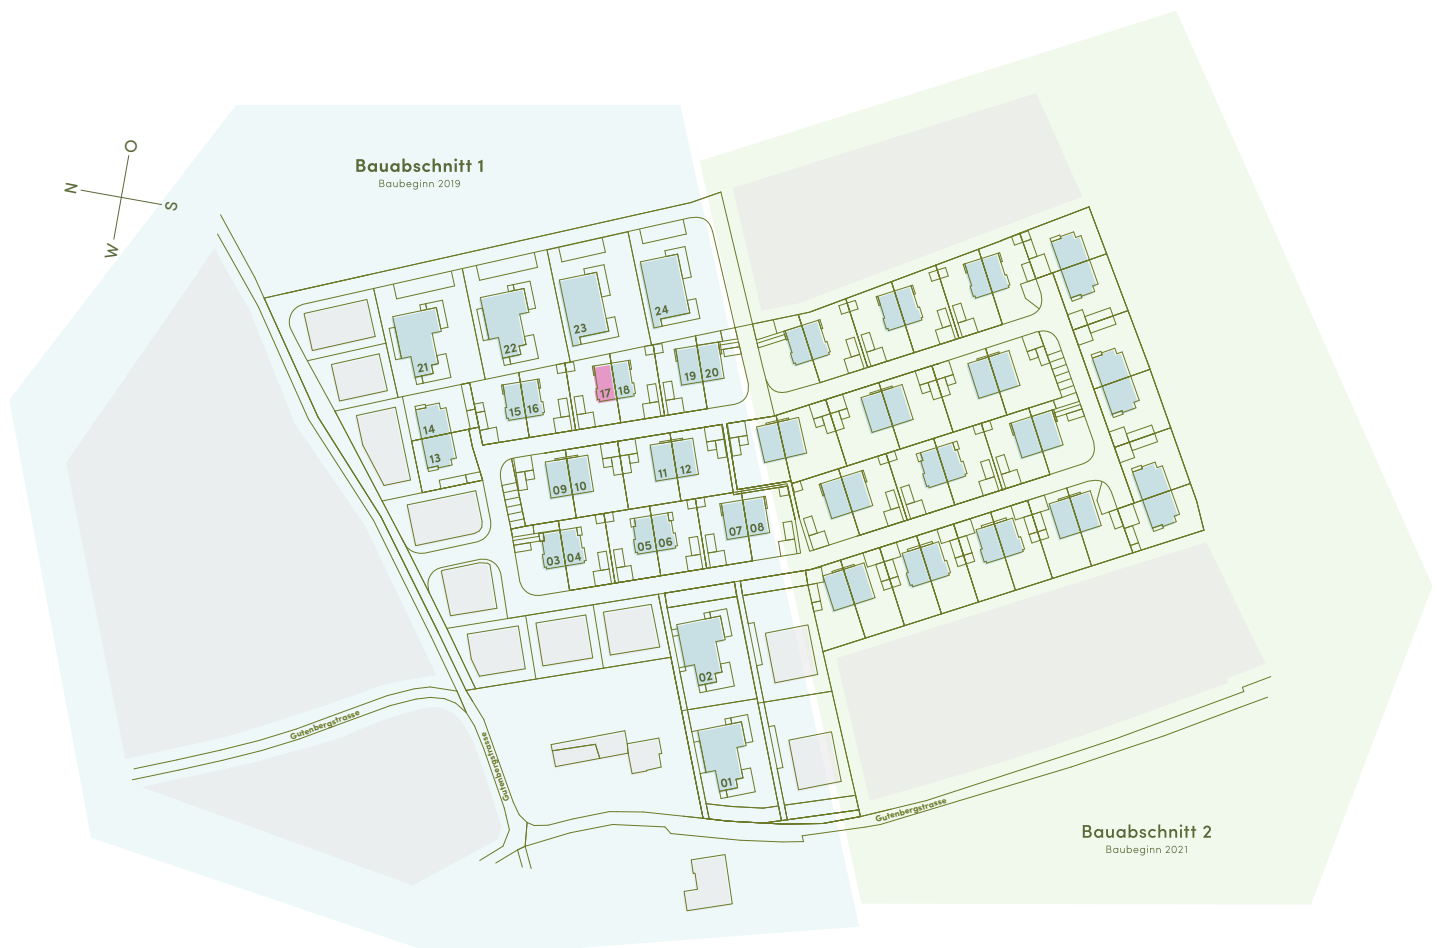 O
N
S
W
Bauabschnitt 1
Baubeginn 2019
24
23
22
21
19 20
17 18
15 16
14
13
11 12
09 10
07 08
05 06
03 04
02
01
Gutenbergstrasse
Gutenbergstrasse
Gutenbergstrasse
Bauabschnitt 2
Baubeginn 2021